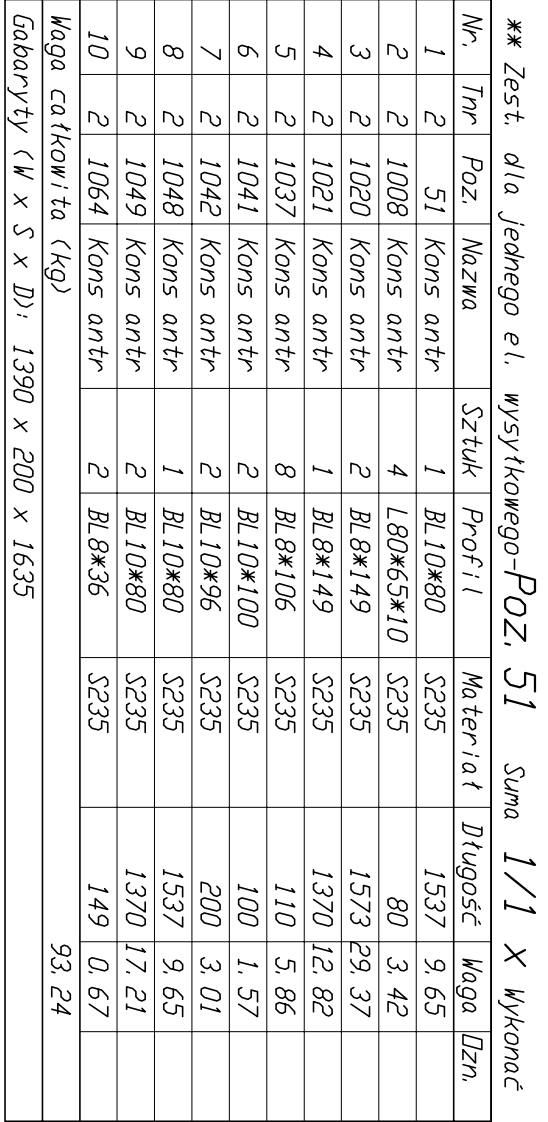 ** Zest. dla jednego el. wysyłkowego-Poz. 51 Suma 1/1 X Wykonać
Nr. Tnr Poz. Nazwa Sztuk Profil Materiał Długość Waga Ozn.
1 2 51 Kons antr 1 BL10*80 S235 1537 9.65
2 2 1008 Kons antr 4 L80*65*10 S235 80 3.42
3 2 1020 Kons antr 2 BL8*149 S235 1573 29.37
4 2 1021 Kons antr 1 BL8*149 S235 1370 12.82
5 2 1037 Kons antr 8 BL8*106 S235 110 5.86
6 2 1041 Kons antr 2 BL10*100 S235 100 1.57
7 2 1042 Kons antr 2 BL10*96 S235 200 3.01
8 2 1048 Kons antr 1 BL10*80 S235 1537 9.65
9 2 1049 Kons antr 2 BL10*80 S235 1370 17.21
10 2 1064 Kons antr 2 BL8*36 S235 149 0.67
Waga całkowita (kg) 93.24
Gabaryty (W x S x D): 1390 x 200 x 1635